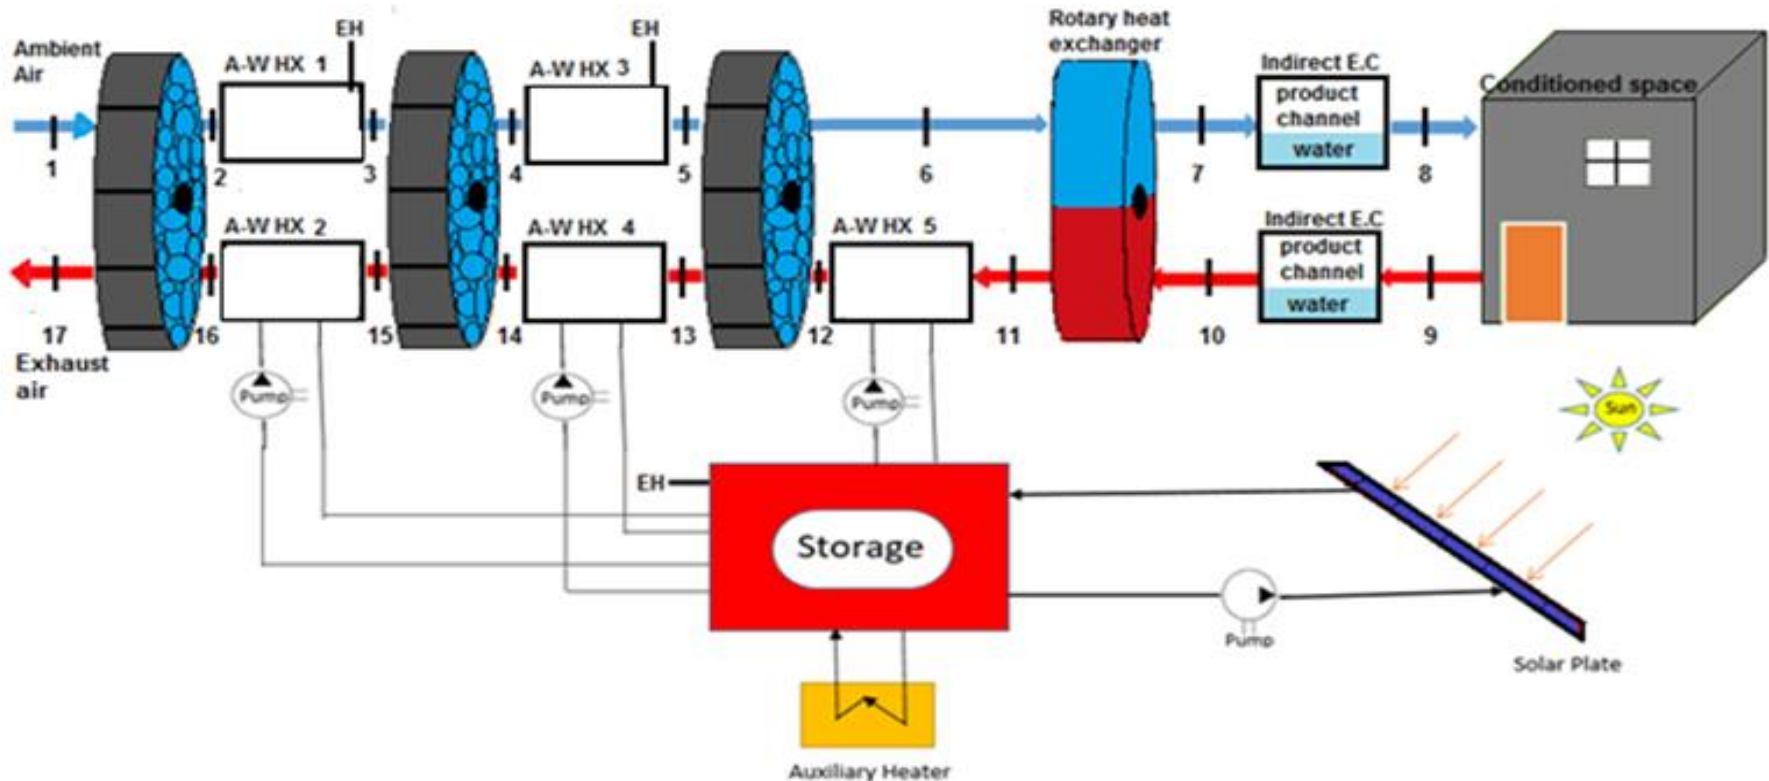 Ambient
Air
EH
A-W HX 1
EH
A-W HX 3
Rotary heat
exchanger
Indirect E.C
product
channel
water
Conditioned space
1
2
3
4
5
6
7
8
A-W HX 2
A-W HX 4
A-W HX 5
Indirect E.C
product
channel
water
17
16
15
14
13
12
11
10
9
Exhaust
air
Pump
Pump
Pump
Sun
EH
Storage
Pump
Solar Plate
Auxiliary Heater